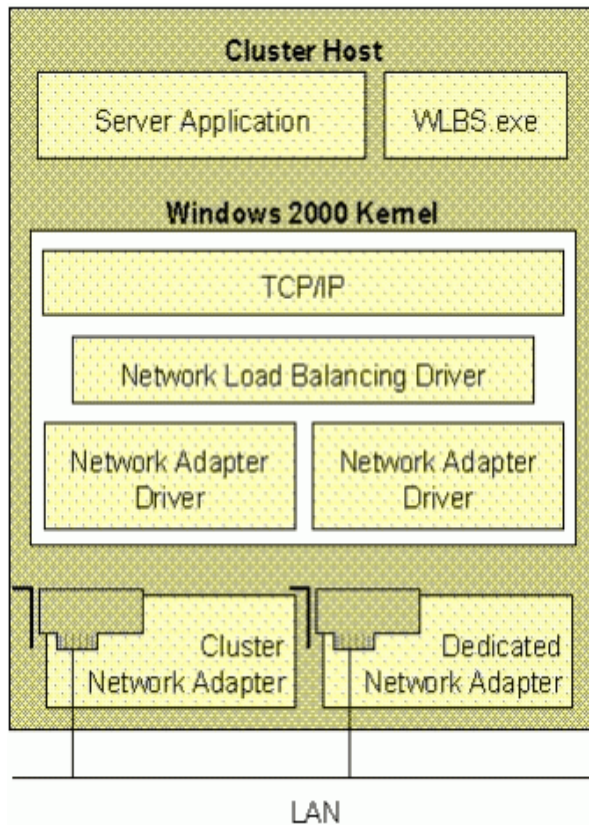 Cluster Host
Server Application
WLBS.exe
Windows 2000 Kernel
TCP/IP
Network Load Balancing Driver
Network Adapter
Driver
Network Adapter
Driver
Cluster
Network Adapter
Dedicated
Network Adapter
LAN